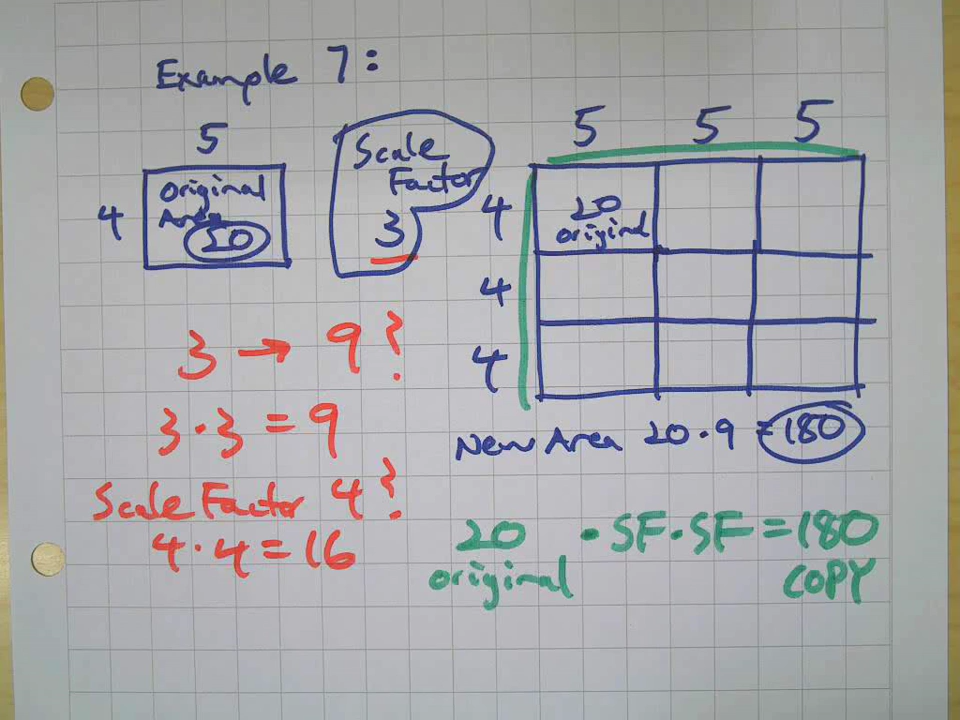 Example 7:
5
4
original
Area
20
Scale
Factor
3
5 5 5
4
20
original
4
4
New Area 20 · 9 = 180
3 → 9?
3 · 3 = 9
Scale Factor 4?
4 · 4 = 16
20 · SF · SF = 180
original COPY